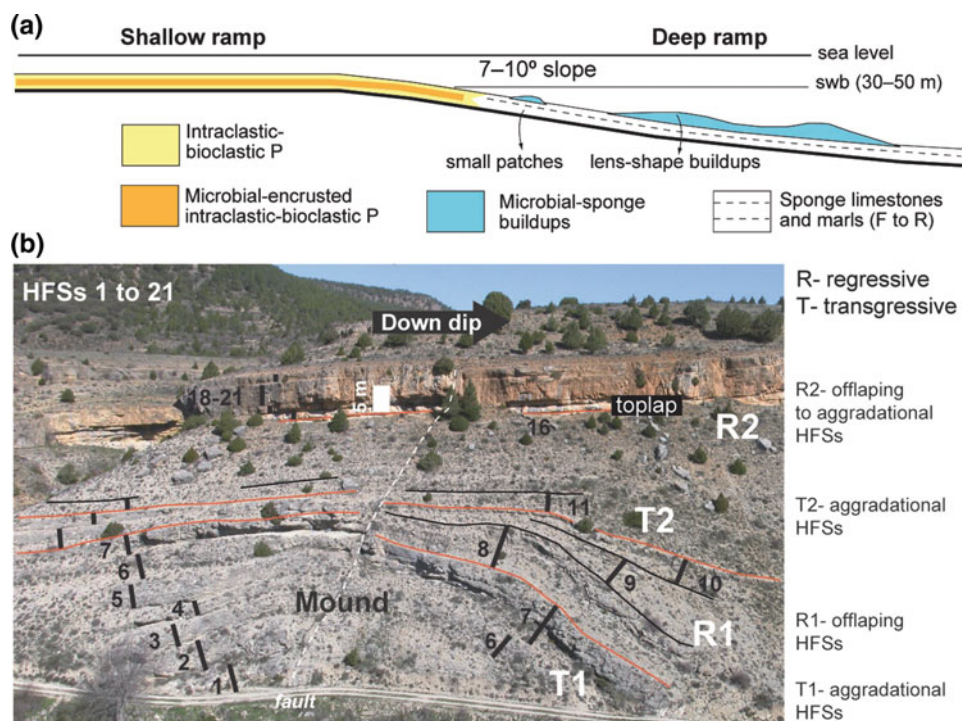 (a)
Shallow ramp
Deep ramp
sea level
7–10º slope
swb (30–50 m)
small patches
lens-shape buildups
Intraclastic-
bioclastic P
Microbial-encrusted
intraclastic-bioclastic P
Microbial-sponge
buildups
Sponge limestones
and marls (F to R)
(b)
HFSs 1 to 21
Down dip
R- regressive
T- transgressive
18-21
5 m
toplap
16
R2
R2- offlaping
to aggradational
HFSs
11
T2
T2- aggradational
HFSs
7
8
6
9
10
5
4
Mound
7
3
6
R1
R1- offlaping
HFSs
2
1
T1
fault
T1- aggradational
HFSs